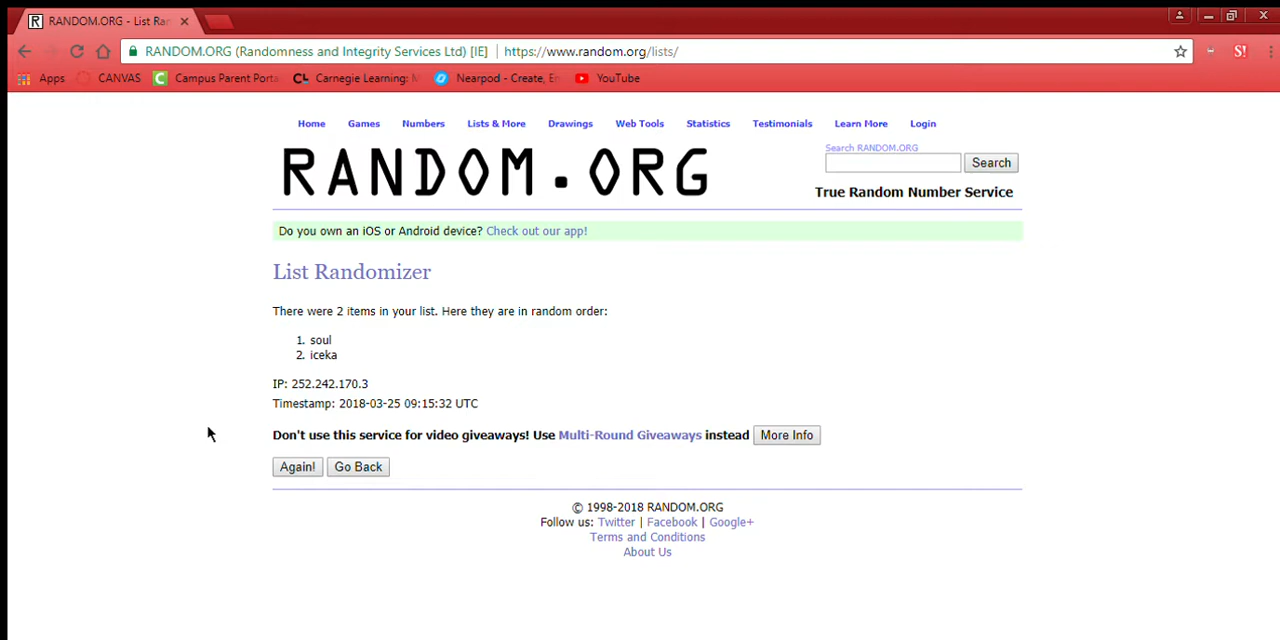 RANDOM.ORG - List Ra
RANDOM.ORG (Randomness and Integrity Services Ltd) [IE] https://www.random.org/lists/
Apps CANVAS Campus Parent Porta Carnegie Learning: Nearpod - Create, En YouTube
Home Games Numbers Lists & More Drawings Web Tools Statistics Testimonials Learn More Login
RANDOM.ORG
Search RANDOM.ORG
Search
True Random Number Service
Do you own an iOS or Android device? Check out our app!
List Randomizer
There were 2 items in your list. Here they are in random order:
1. soul
2. iceka
IP: 252.242.170.3
Timestamp: 2018-03-25 09:15:32 UTC
Don't use this service for video giveaways! Use Multi-Round Giveaways instead More Info
Again! Go Back
© 1998-2018 RANDOM.ORG
Follow us: Twitter | Facebook | Google+
Terms and Conditions
About Us